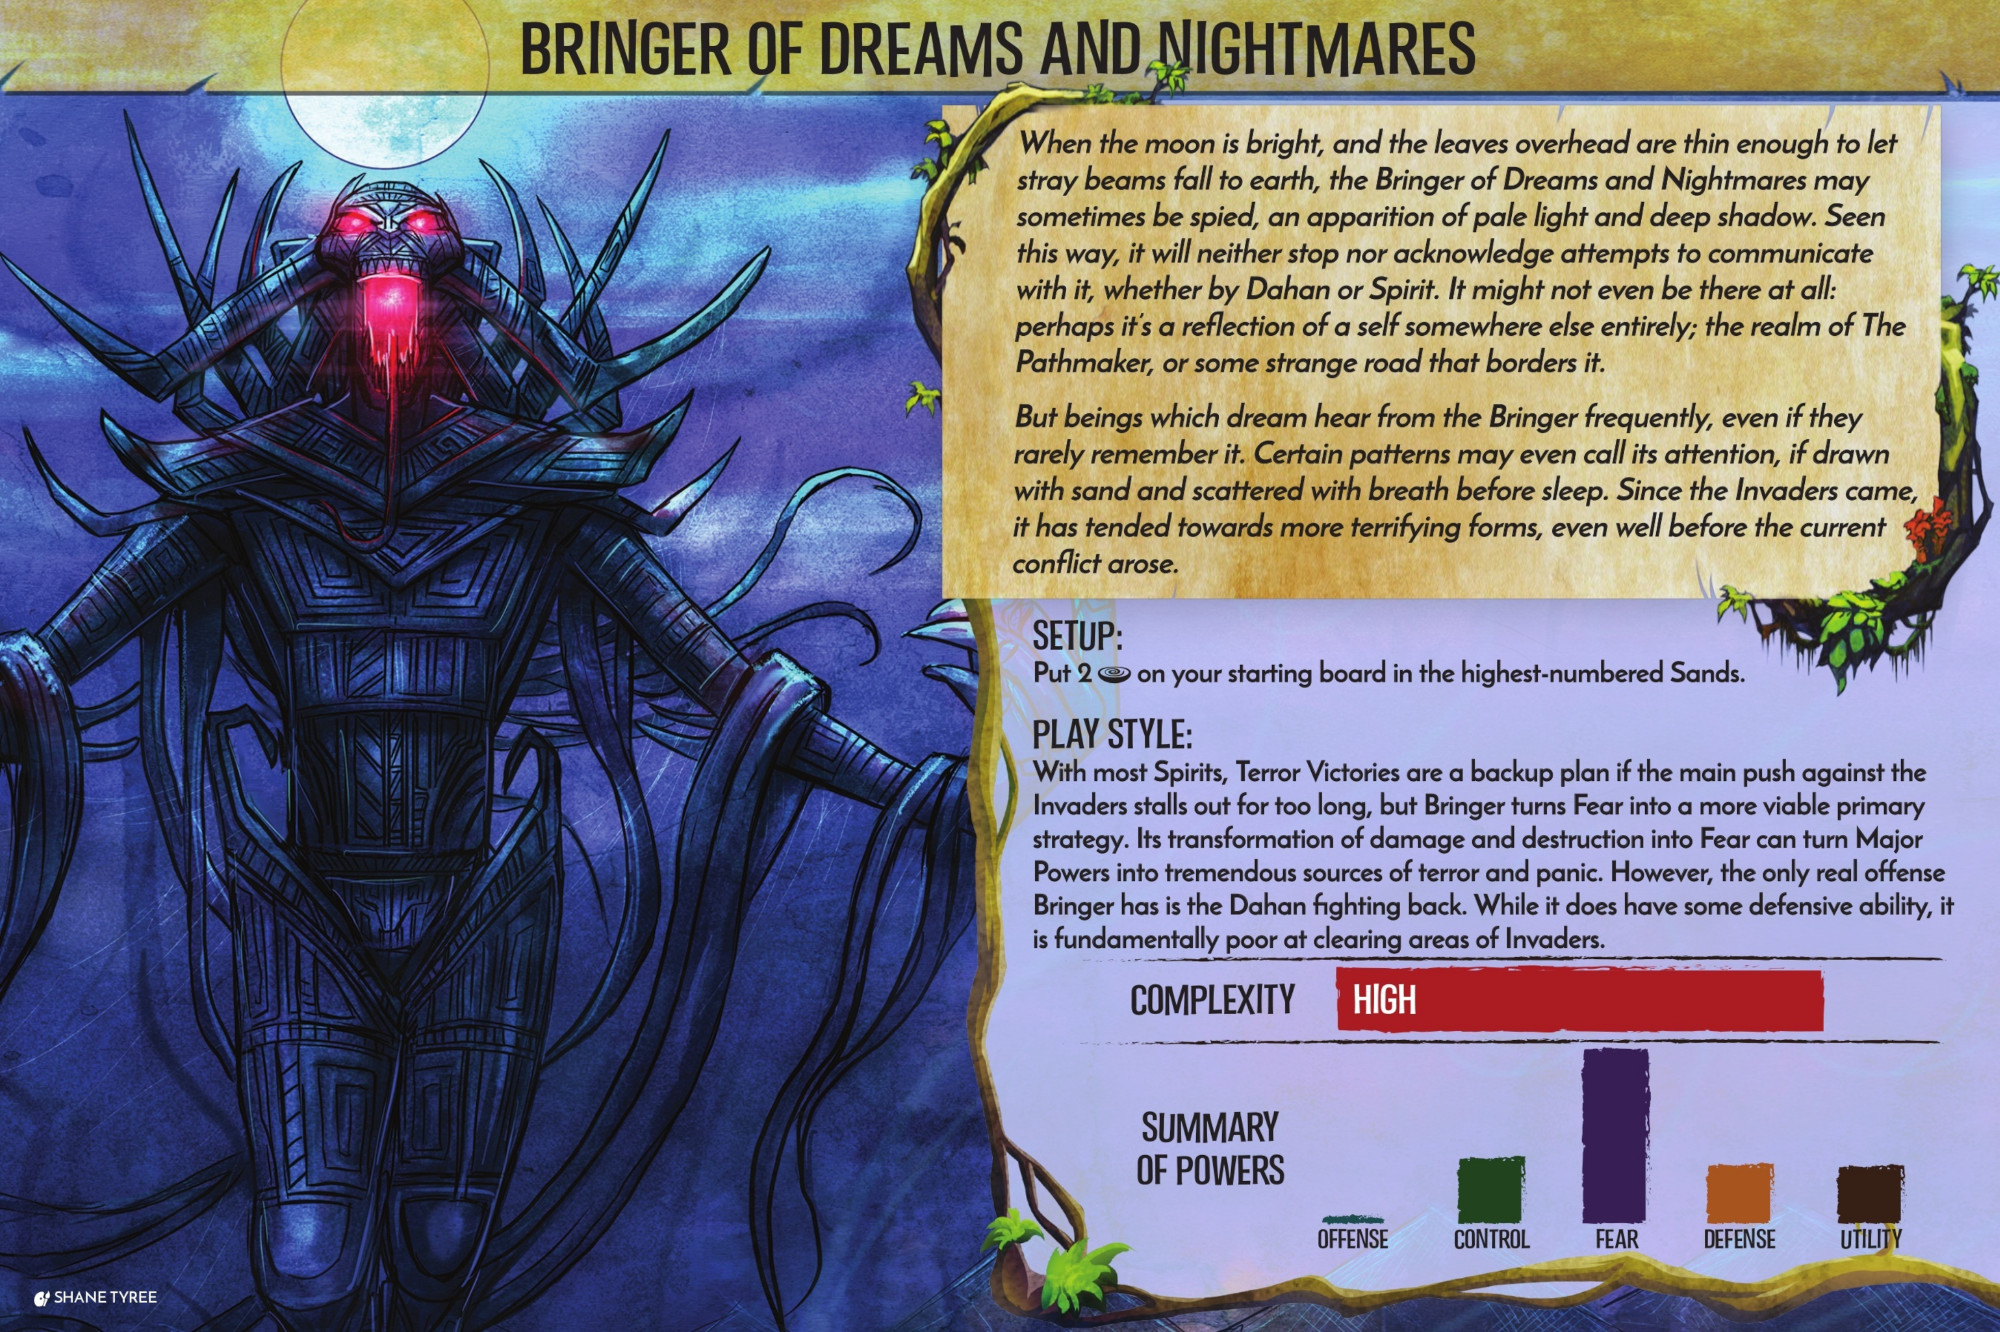 BRINGER OF DREAMS AND NIGHTMARES
When the moon is bright, and the leaves overhead are thin enough to let
stray beams fall to earth, the Bringer of Dreams and Nightmares may
sometimes be spied, an apparition of pale light and deep shadow. Seen
this way, it will neither stop nor acknowledge attempts to communicate
with it, whether by Dahan or Spirit. It might not even be there at all:
perhaps it's a reflection of a self somewhere else entirely; the realm of The
Pathmaker, or some strange road that borders it.
But beings which dream hear from the Bringer frequently, even if they
rarely remember it. Certain patterns may even call its attention, if drawn
with sand and scattered with breath before sleep. Since the Invaders came,
it has tended towards more terrifying forms, even well before the current
conflict arose.
SETUP:
Put 2 on your starting board in the highest-numbered Sands.
PLAY STYLE:
With most Spirits, Terror Victories are a backup plan if the main push against the
Invaders stalls out for too long, but Bringer turns Fear into a more viable primary
strategy. Its transformation of damage and destruction into Fear can turn Major
Powers into tremendous sources of terror and panic. However, the only real offense
Bringer has is the Dahan fighting back. While it does have some defensive ability, it
is fundamentally poor at clearing areas of Invaders.
COMPLEXITY HIGH
SUMMARY
OF POWERS
OFFENSE CONTROL FEAR DEFENSE UTILITY
SHANE TYREE